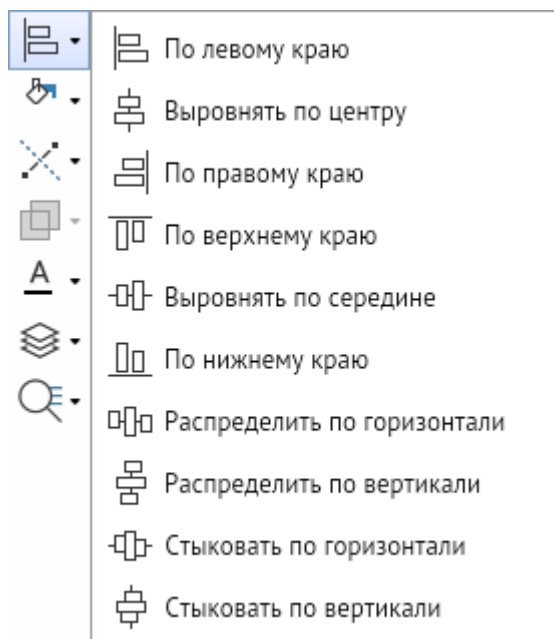 По левому краю
Выровнять по центру
По правому краю
По верхнему краю
Выровнять по середине
По нижнему краю
Распределить по горизонтали
Распределить по вертикали
Стыковать по горизонтали
Стыковать по вертикали